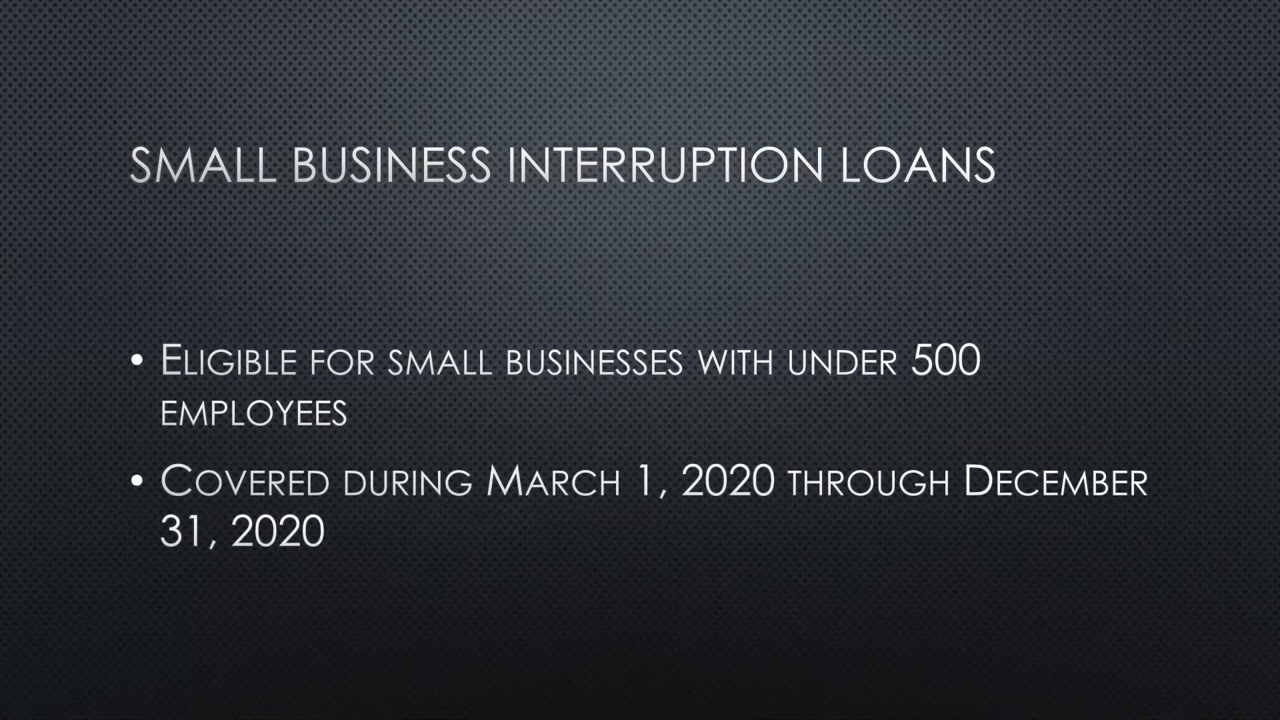 SMALL BUSINESS INTERRUPTION LOANS
• ELIGIBLE FOR SMALL BUSINESSES WITH UNDER 500
EMPLOYEES
• COVERED DURING MARCH 1, 2020 THROUGH DECEMBER
31, 2020